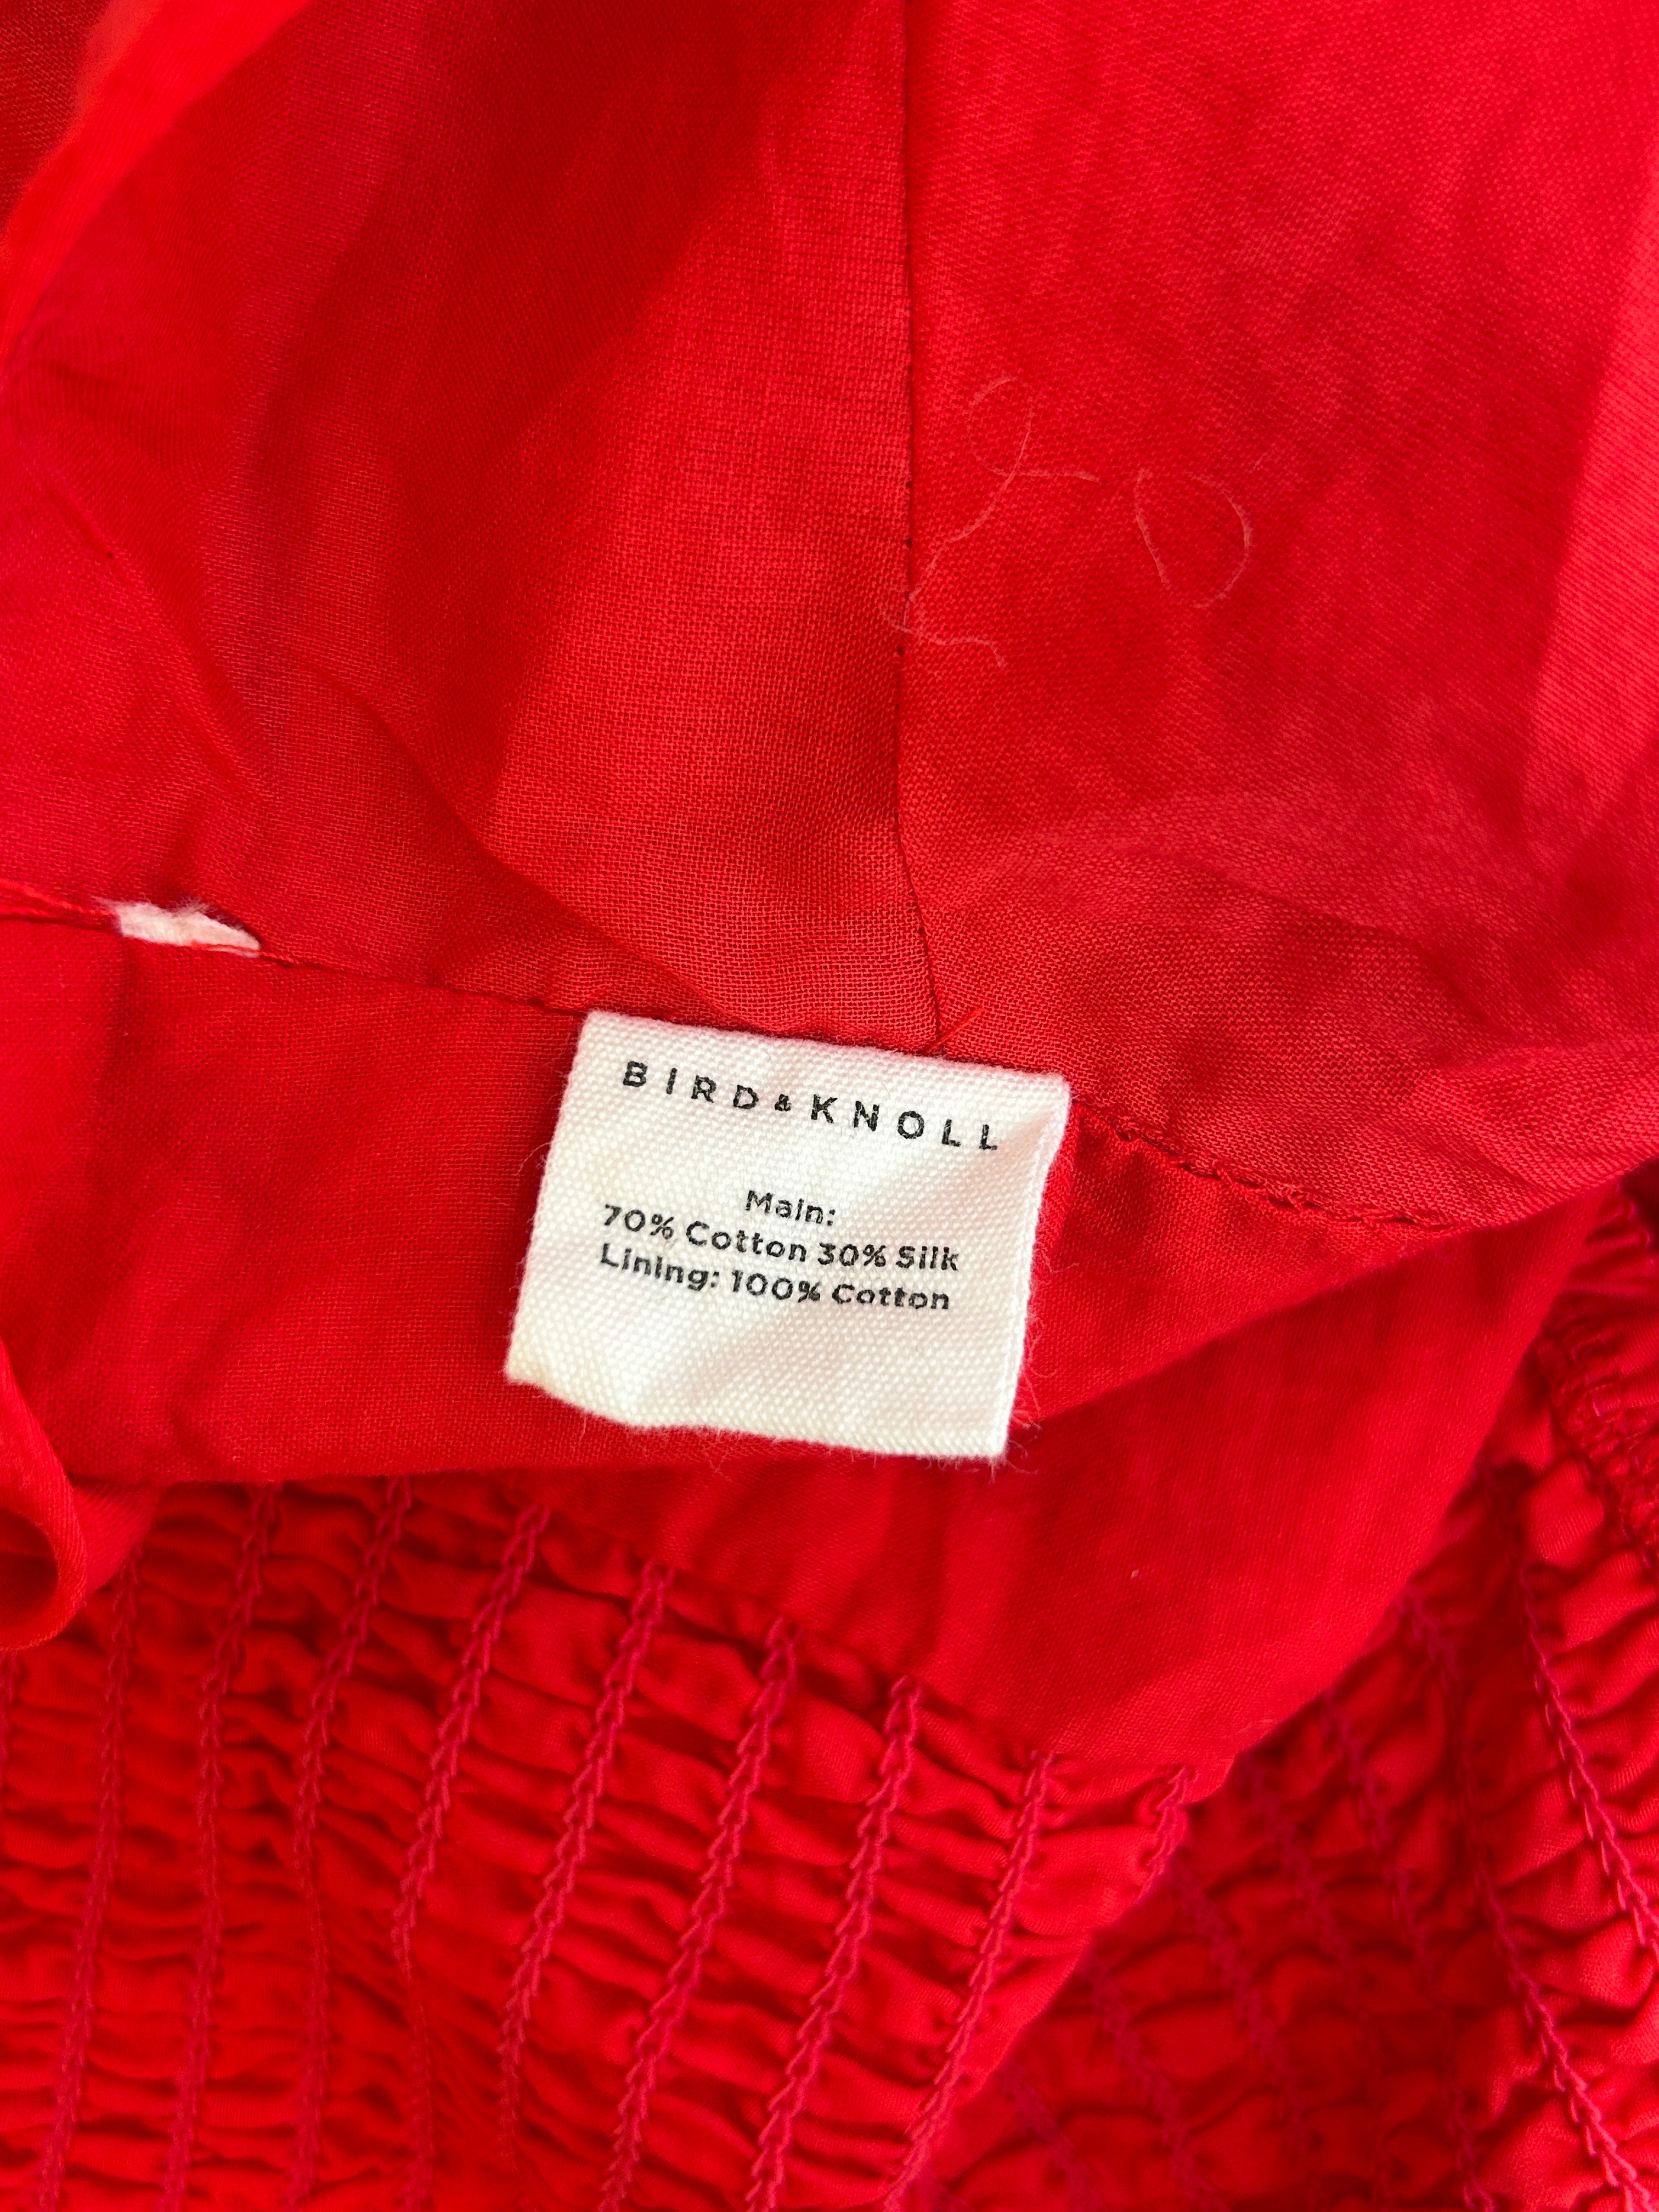 BIRD & KNOLL
Main:
70% Cotton 30% Silk
Lining: 100% Cotton